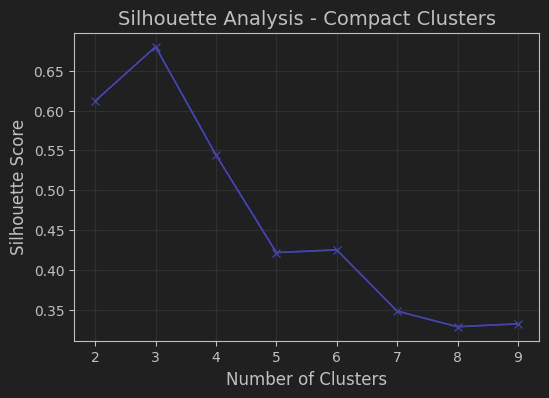 Silhouette Analysis - Compact Clusters
Silhouette Score
0.65
0.60
0.55
0.50
0.45
0.40
0.35
2 3 4 5 6 7 8 9
Number of Clusters